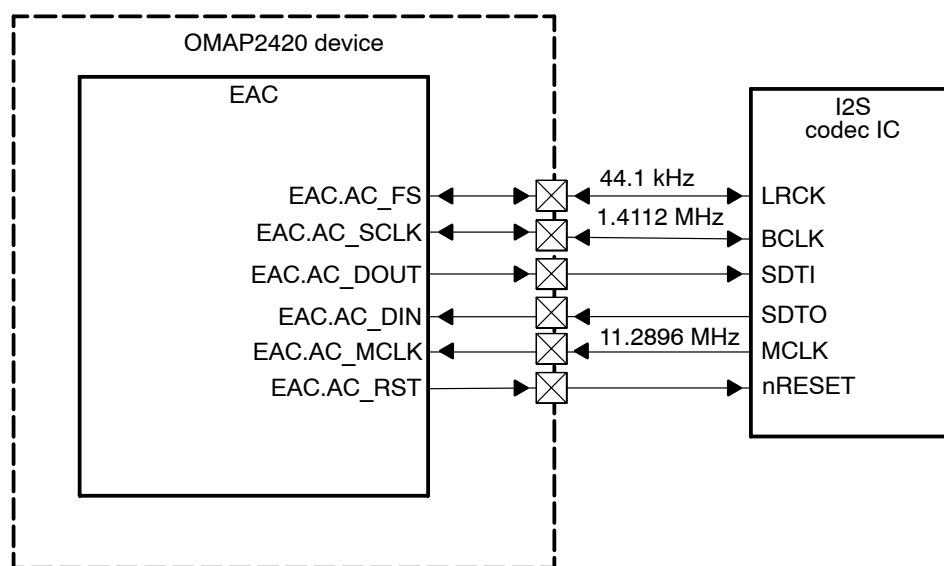 OMAP2420 device
EAC
I2S
codec IC
EAC.AC_FS
44.1 kHz
LRCK
EAC.AC_SCLK
1.4112 MHz
BCLK
EAC.AC_DOUT
SDTI
EAC.AC_DIN
SDTO
EAC.AC_MCLK
11.2896 MHz
MCLK
EAC.AC_RST
nRESET